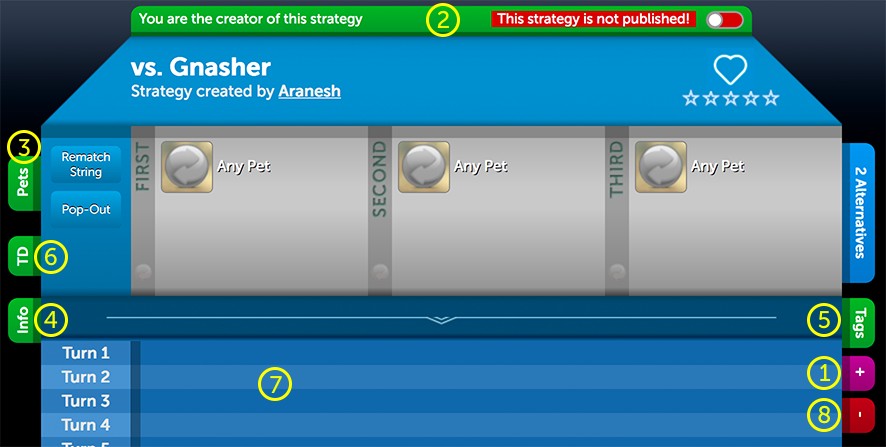 You are the creator of this strategy 2 This strategy is not published!
vs. Gnasher
Strategy created by Aranesh
3
Pets
Rematch
String
Pop-Out
FIRST
Any Pet
SECOND
Any Pet
THIRD
Any Pet
2 Alternatives
TD 6
Info 4
5 Tags
Turn 1
1 +
Turn 2
7
Turn 3
8 -
Turn 4
Turn 5